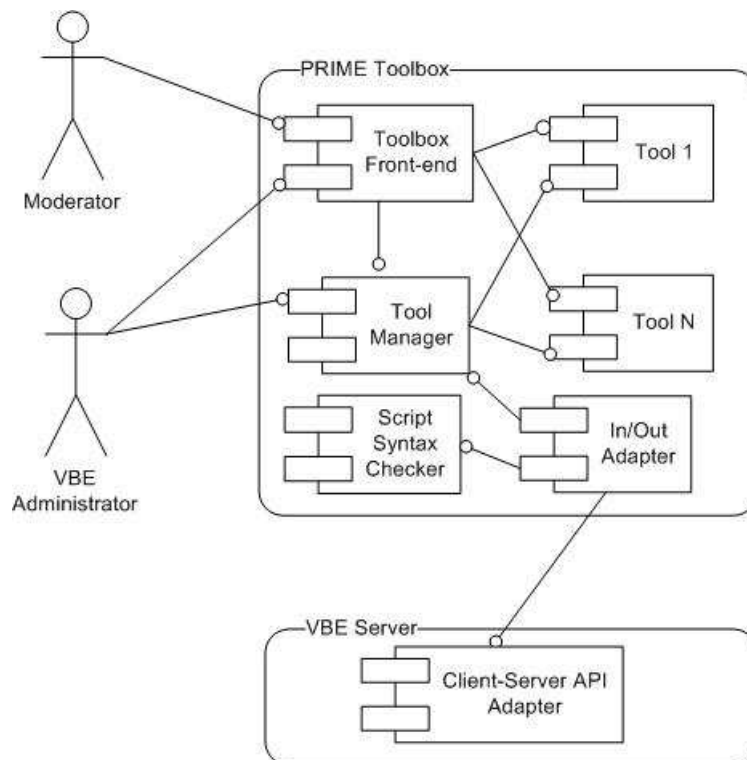 PRIME Toolbox
Toolbox
Front-end
Tool 1
Moderator
Tool
Manager
Tool N
Script
Syntax
Checker
In/Out
Adapter
VBE
Administrator
VBE Server
Client-Server API
Adapter